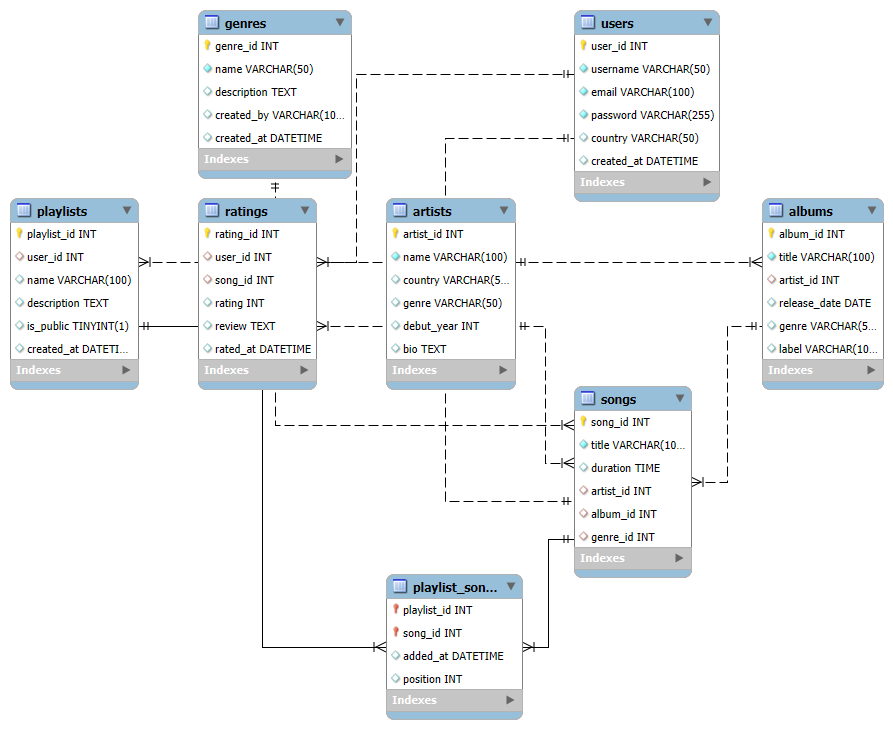 genres
genre_id INT
name VARCHAR(50)
description TEXT
created_by VARCHAR(10...
created_at DATETIME
Indexes
users
user_id INT
username VARCHAR(50)
email VARCHAR(100)
password VARCHAR(255)
country VARCHAR(50)
created_at DATETIME
Indexes
playlists
playlist_id INT
user_id INT
name VARCHAR(100)
description TEXT
is_public TINYINT(1)
created_at DATETI...
Indexes
ratings
rating_id INT
user_id INT
song_id INT
rating INT
review TEXT
rated_at DATETIME
Indexes
artists
artist_id INT
name VARCHAR(100)
country VARCHAR(5...
genre VARCHAR(50)
debut_year INT
bio TEXT
Indexes
albums
album_id INT
title VARCHAR(100)
artist_id INT
release_date DATE
genre VARCHAR(5...
label VARCHAR(10...
Indexes
songs
song_id INT
title VARCHAR(10...
duration TIME
artist_id INT
album_id INT
genre_id INT
Indexes
playlist_son...
playlist_id INT
song_id INT
added_at DATETIME
position INT
Indexes